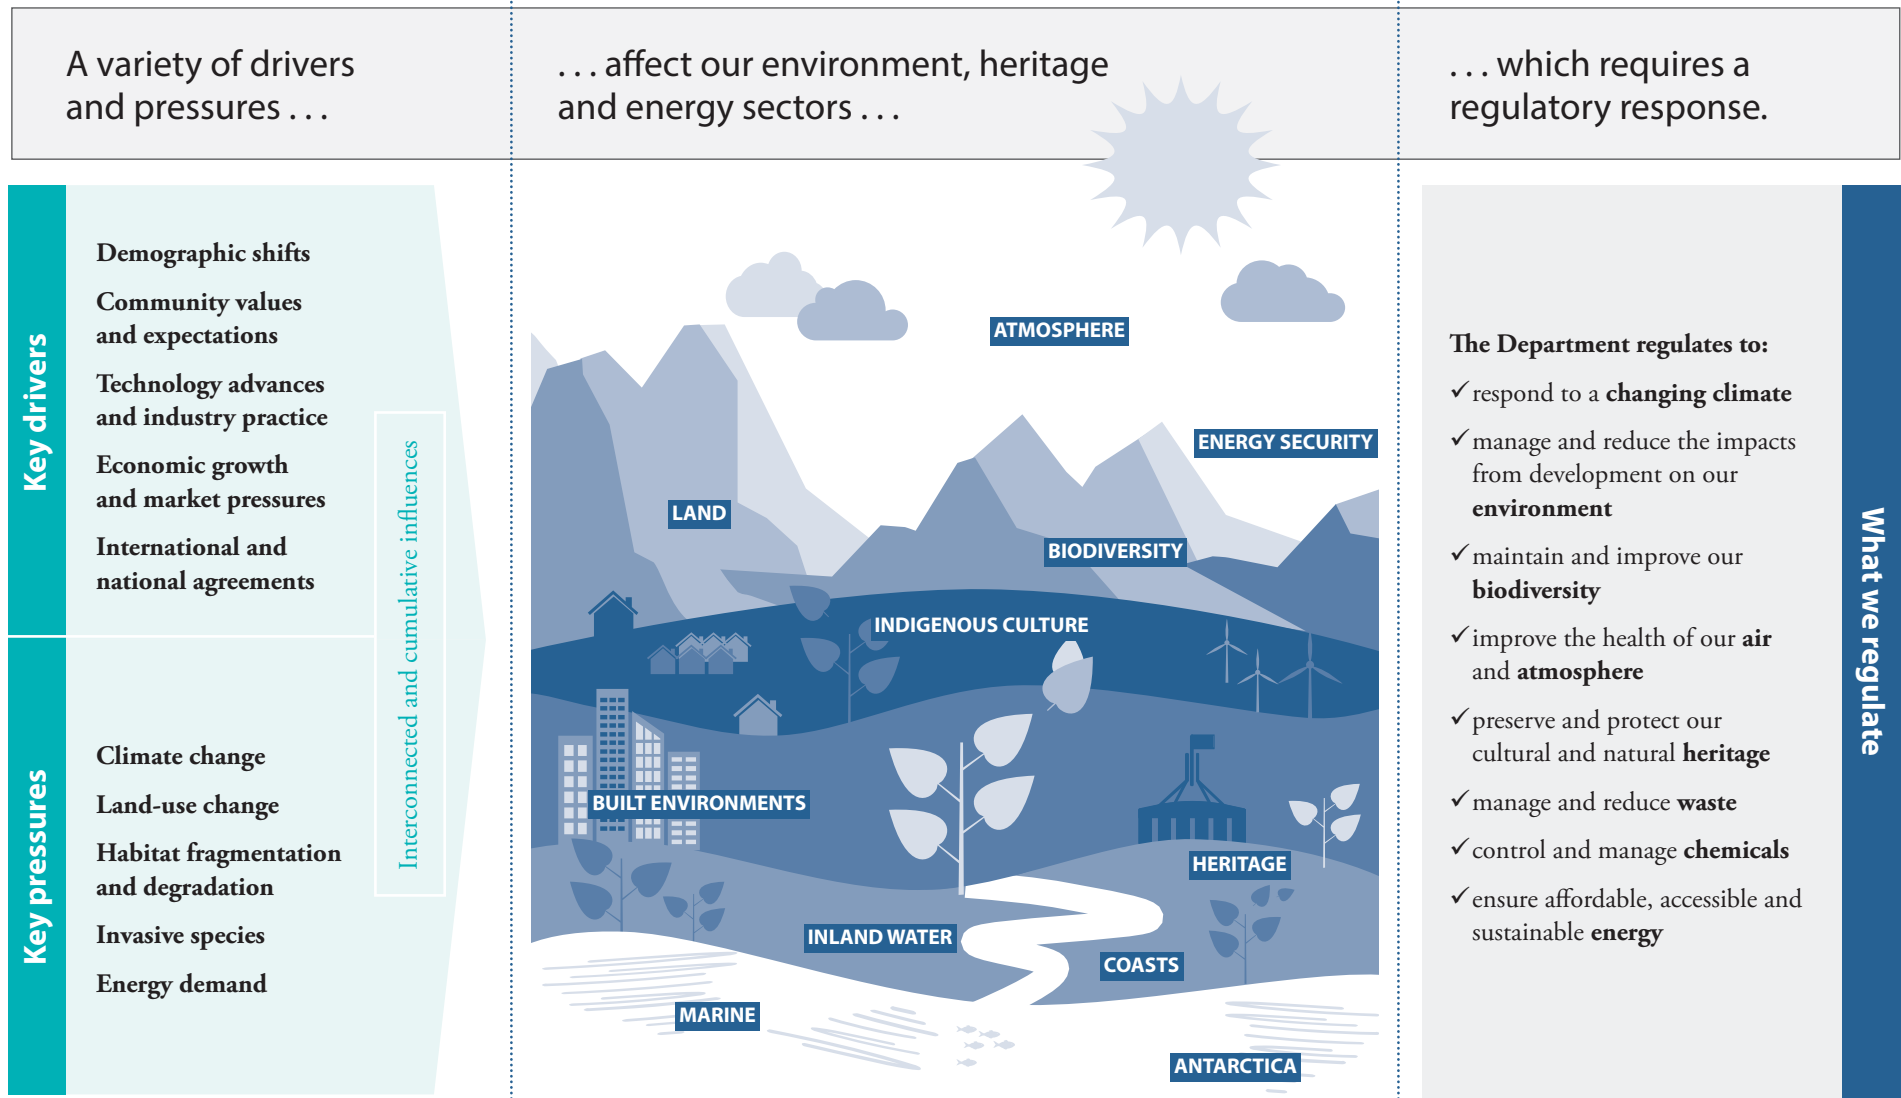 A variety of drivers
and pressures . . .
. . . affect our environment, heritage
and energy sectors . . .
. . . which requires a
regulatory response.
Key drivers
Demographic shifts
Community values
and expectations
Technology advances
and industry practice
Economic growth
and market pressures
International and
national agreements
Key pressures
Climate change
Land-use change
Habitat fragmentation
and degradation
Invasive species
Energy demand
Interconnected and cumulative influences
ATMOSPHERE
ENERGY SECURITY
LAND
BIODIVERSITY
INDIGENOUS CULTURE
BUILT ENVIRONMENTS
HERITAGE
INLAND WATER
COASTS
MARINE
ANTARCTICA
The Department regulates to:
✓ respond to a changing climate
✓ manage and reduce the impacts
from development on our
environment
✓ maintain and improve our
biodiversity
✓ improve the health of our air
and atmosphere
✓ preserve and protect our
cultural and natural heritage
✓ manage and reduce waste
✓ control and manage chemicals
✓ ensure affordable, accessible and
sustainable energy
What we regulate